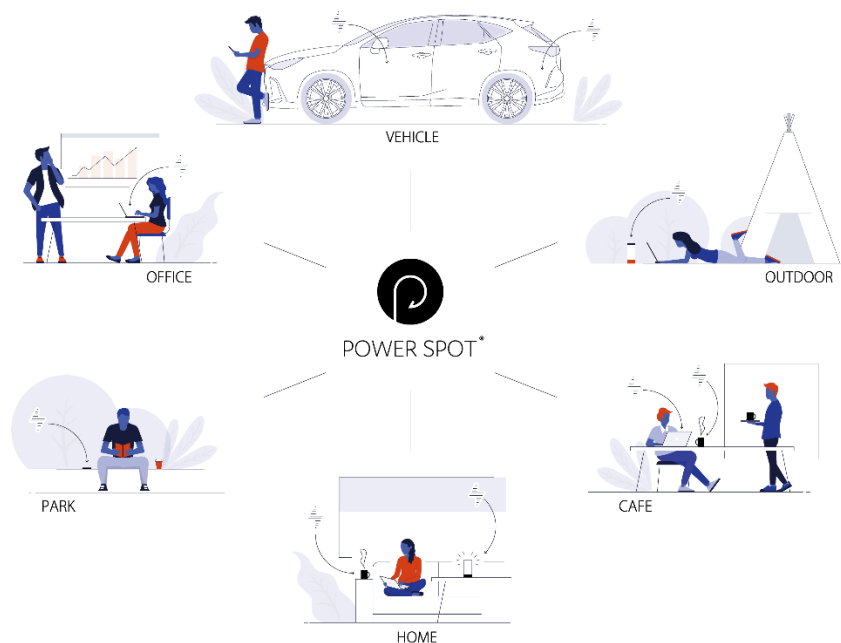 VEHICLE
OFFICE
OUTDOOR
POWER SPOT®
PARK
CAFE
HOME